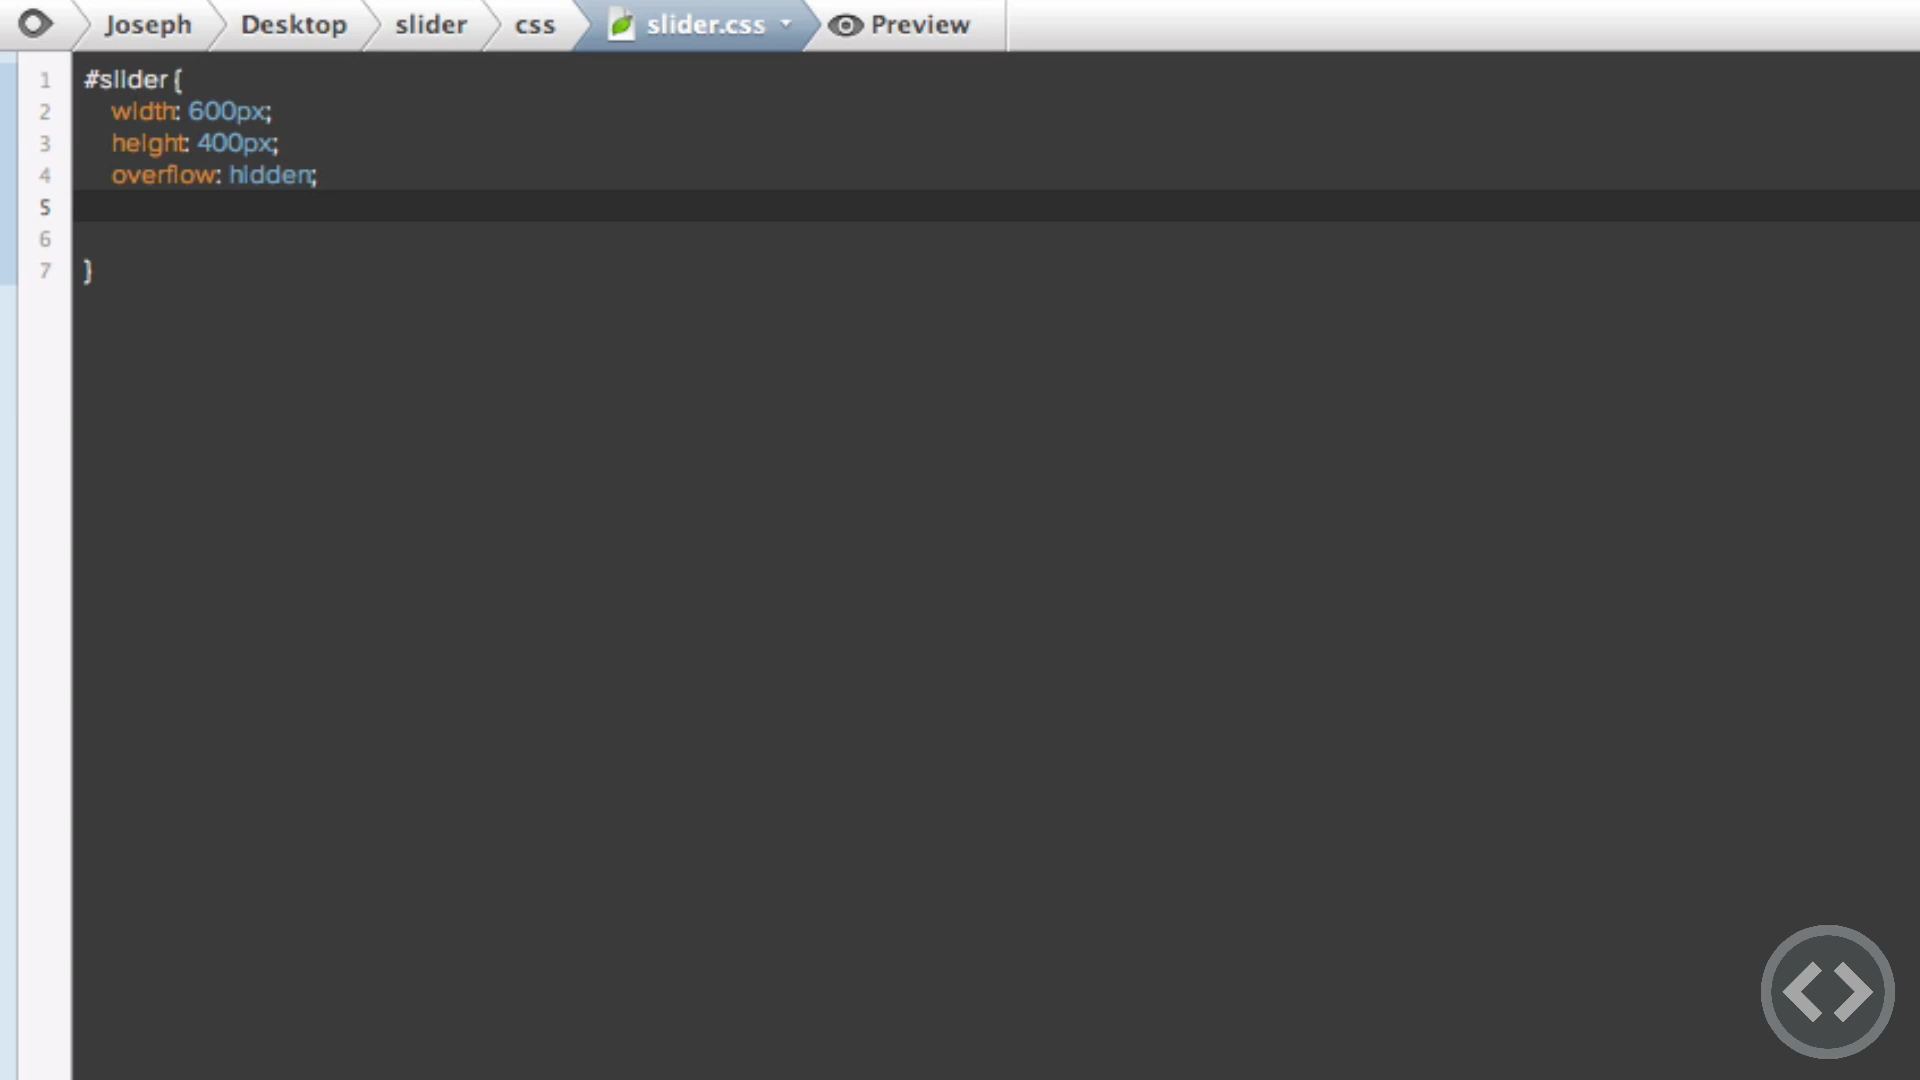 Joseph Desktop slider css slider.css Preview
1 #slider {
2 width: 600px;
3 height: 400px;
4 overflow: hidden;
5
6
7 }